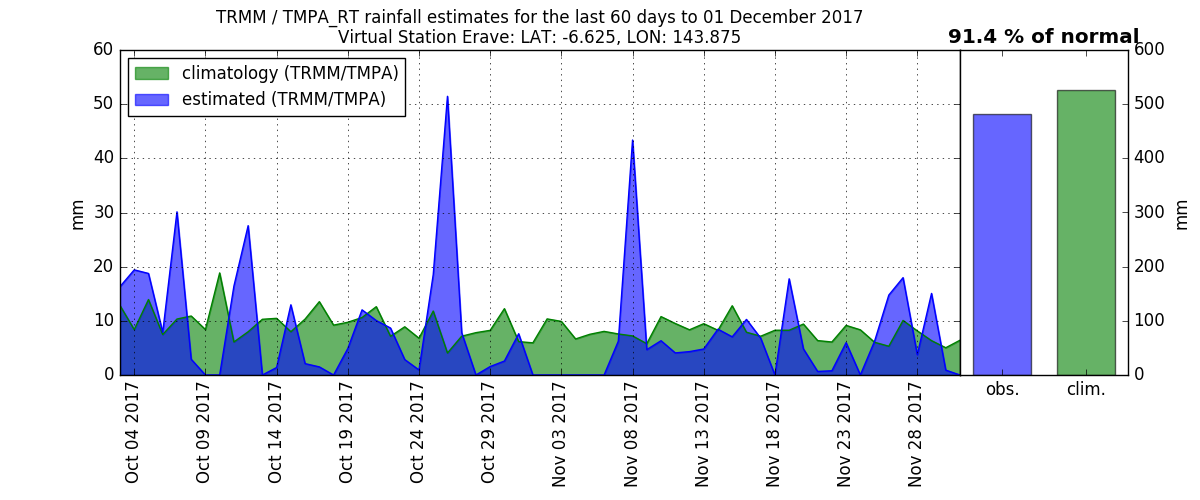 TRMM / TMPA_RT rainfall estimates for the last 60 days to 01 December 2017
Virtual Station Erave: LAT: -6.625, LON: 143.875
91.4 % of normal
climatology (TRMM/TMPA)
estimated (TRMM/TMPA)
60
50
40
30
20
10
0
mm
Oct 04 2017
Oct 09 2017
Oct 14 2017
Oct 19 2017
Oct 24 2017
Oct 29 2017
Nov 03 2017
Nov 08 2017
Nov 13 2017
Nov 18 2017
Nov 23 2017
Nov 28 2017
obs.
clim.
600
500
400
300
200
100
0
mm